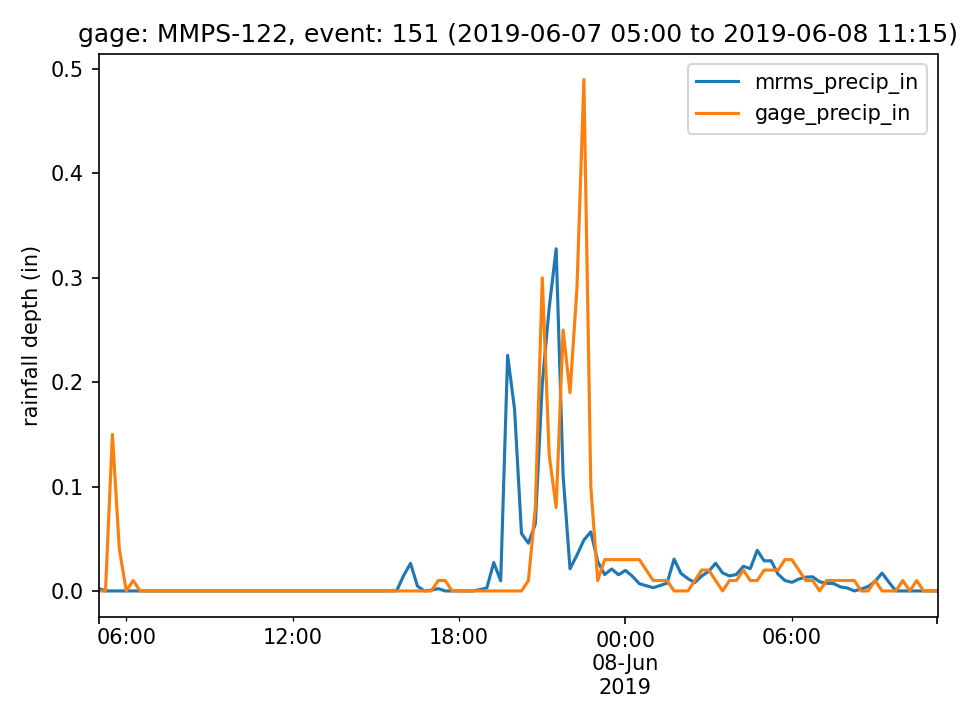 gage: MMPS-122, event: 151 (2019-06-07 05:00 to 2019-06-08 11:15)
mrms_precip_in
gage_precip_in
rainfall depth (in)
0.5
0.4
0.3
0.2
0.1
0.0
06:00
12:00
18:00
00:00
08-Jun
2019
06:00